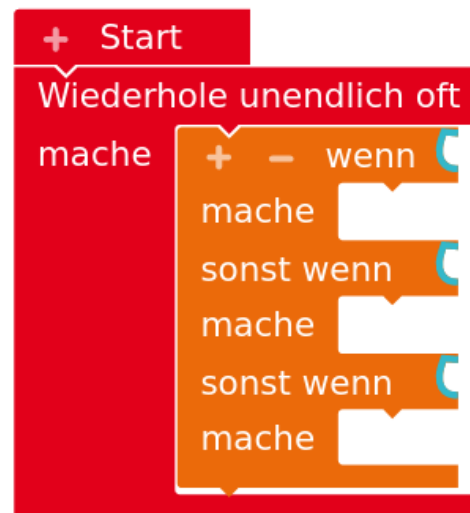 + Start
Wiederhole unendlich oft
mache
+ − wenn
mache
sonst wenn
mache
sonst wenn
mache